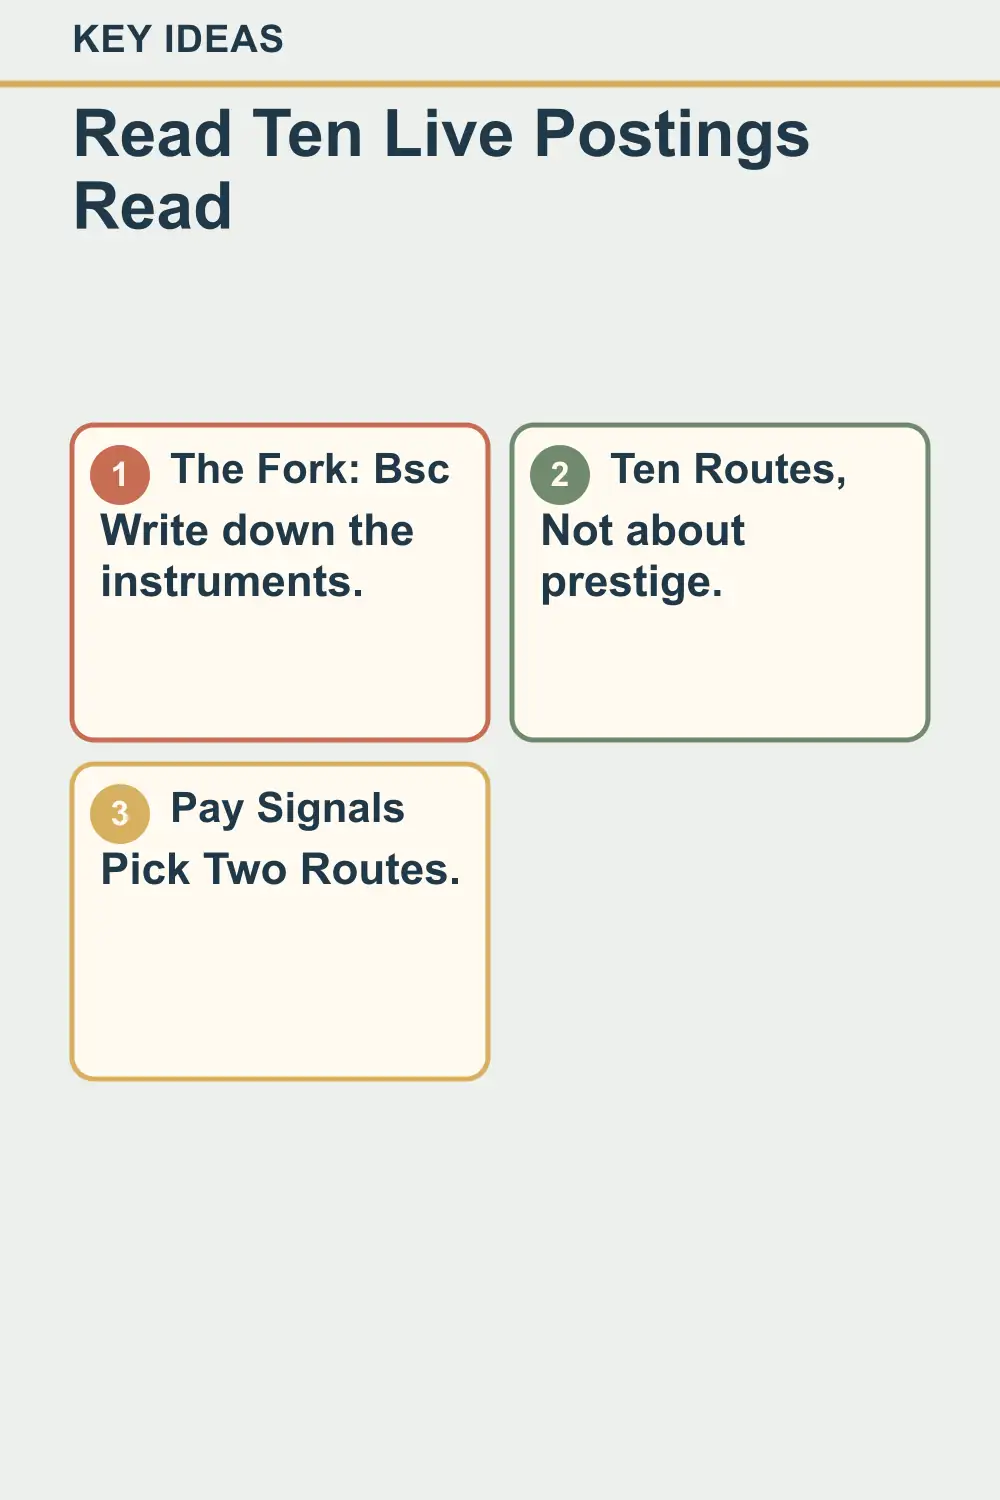 KEY IDEAS
Read Ten Live Postings
Read
1 The Fork: Bsc
Write down the
instruments.
2 Ten Routes,
Not about
prestige.
3 Pay Signals
Pick Two Routes.